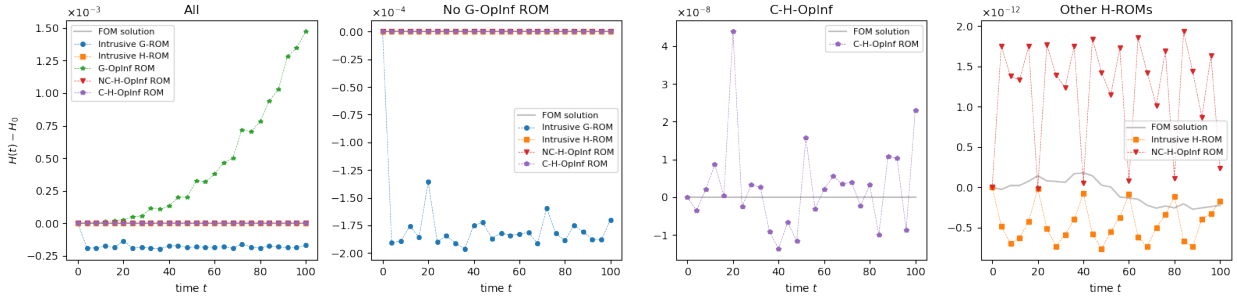 All
×10⁻³
H(t) − H₀
1.50
1.25
1.00
0.75
0.50
0.25
0.00
−0.25
FOM solution
Intrusive G-ROM
Intrusive H-ROM
G-OpInf ROM
NC-H-OpInf ROM
C-H-OpInf ROM
0 20 40 60 80 100
time t
No G-OpInf ROM
×10⁻⁴
0.00
−0.25
−0.50
−0.75
−1.00
−1.25
−1.50
−1.75
−2.00
FOM solution
Intrusive G-ROM
Intrusive H-ROM
NC-H-OpInf ROM
C-H-OpInf ROM
0 20 40 60 80 100
time t
C-H-OpInf
×10⁻⁸
4
3
2
1
0
−1
FOM solution
C-H-OpInf ROM
0 20 40 60 80 100
time t
Other H-ROMs
×10⁻¹²
2.0
1.5
1.0
0.5
0.0
−0.5
FOM solution
Intrusive H-ROM
NC-H-OpInf ROM
0 20 40 60 80 100
time t